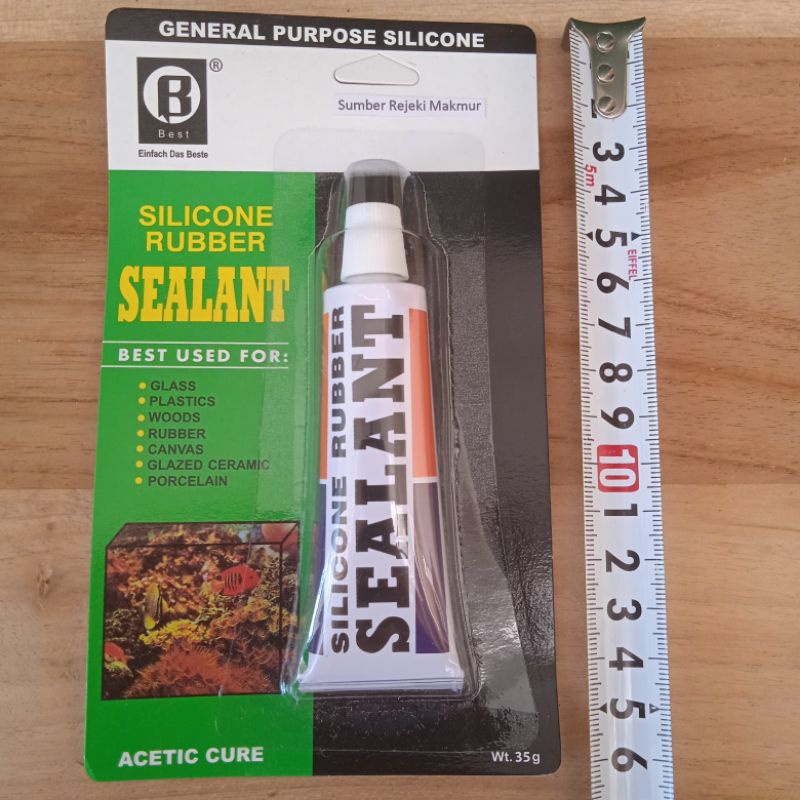 GENERAL PURPOSE SILICONE
B ®
Best
Einfach Das Beste
Sumber Rejeki Makmur
SILICONE
RUBBER
SEALANT
BEST USED FOR:
GLASS
PLASTICS
WOODS
RUBBER
CANVAS
GLAZED CERAMIC
PORCELAIN
SILICONE RUBBER
SEALANT
ACETIC CURE
Wt. 35g
3
5m
4
5
EIFFEL
6
7
8
9
10
1
2
3
4
5
6